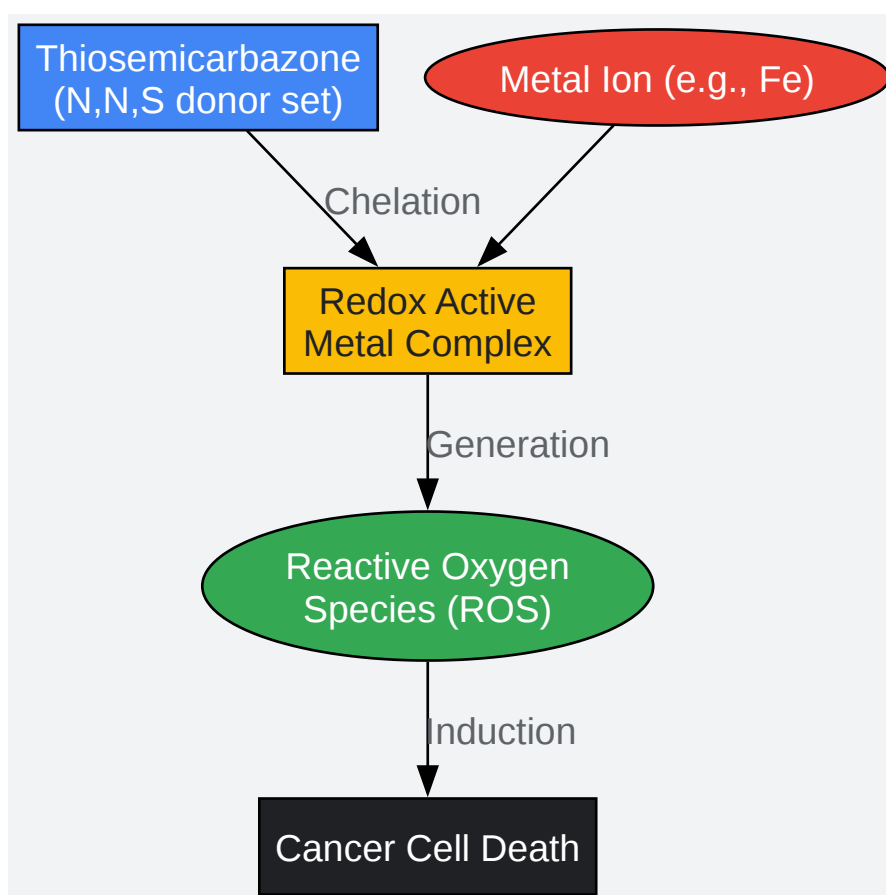 Thiosemicarbazone
(N,N,S donor set)
Metal Ion (e.g., Fe)
Chelation
Redox Active
Metal Complex
Generation
Reactive Oxygen
Species (ROS)
Induction
Cancer Cell Death